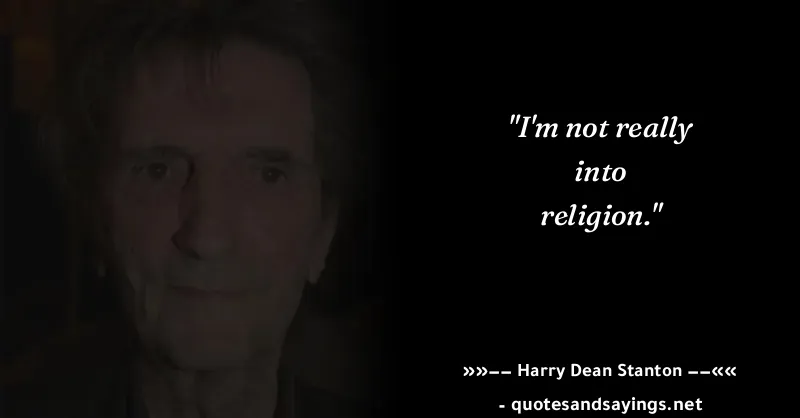 "I'm not really
into
religion."
»»–– Harry Dean Stanton ––««
- quotesandsayings.net